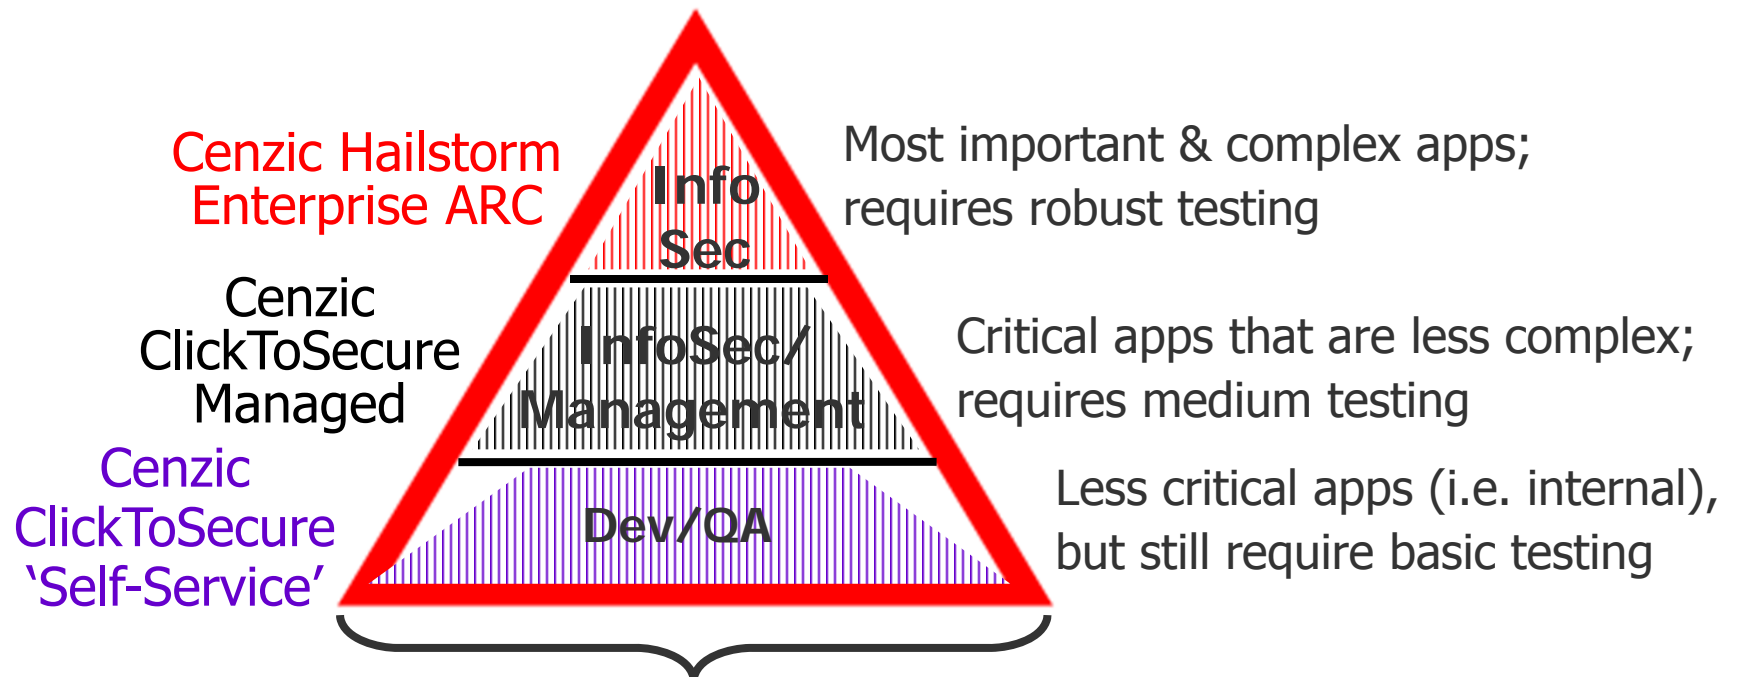 Cenzic Hailstorm
Enterprise ARC
Info
Sec
Most important & complex apps;
requires robust testing
Cenzic
ClickToSecure
Managed
InfoSec/
Management
Critical apps that are less complex;
requires medium testing
Cenzic
ClickToSecure
‘Self-Service’
Dev/QA
Less critical apps (i.e. internal),
but still require basic testing